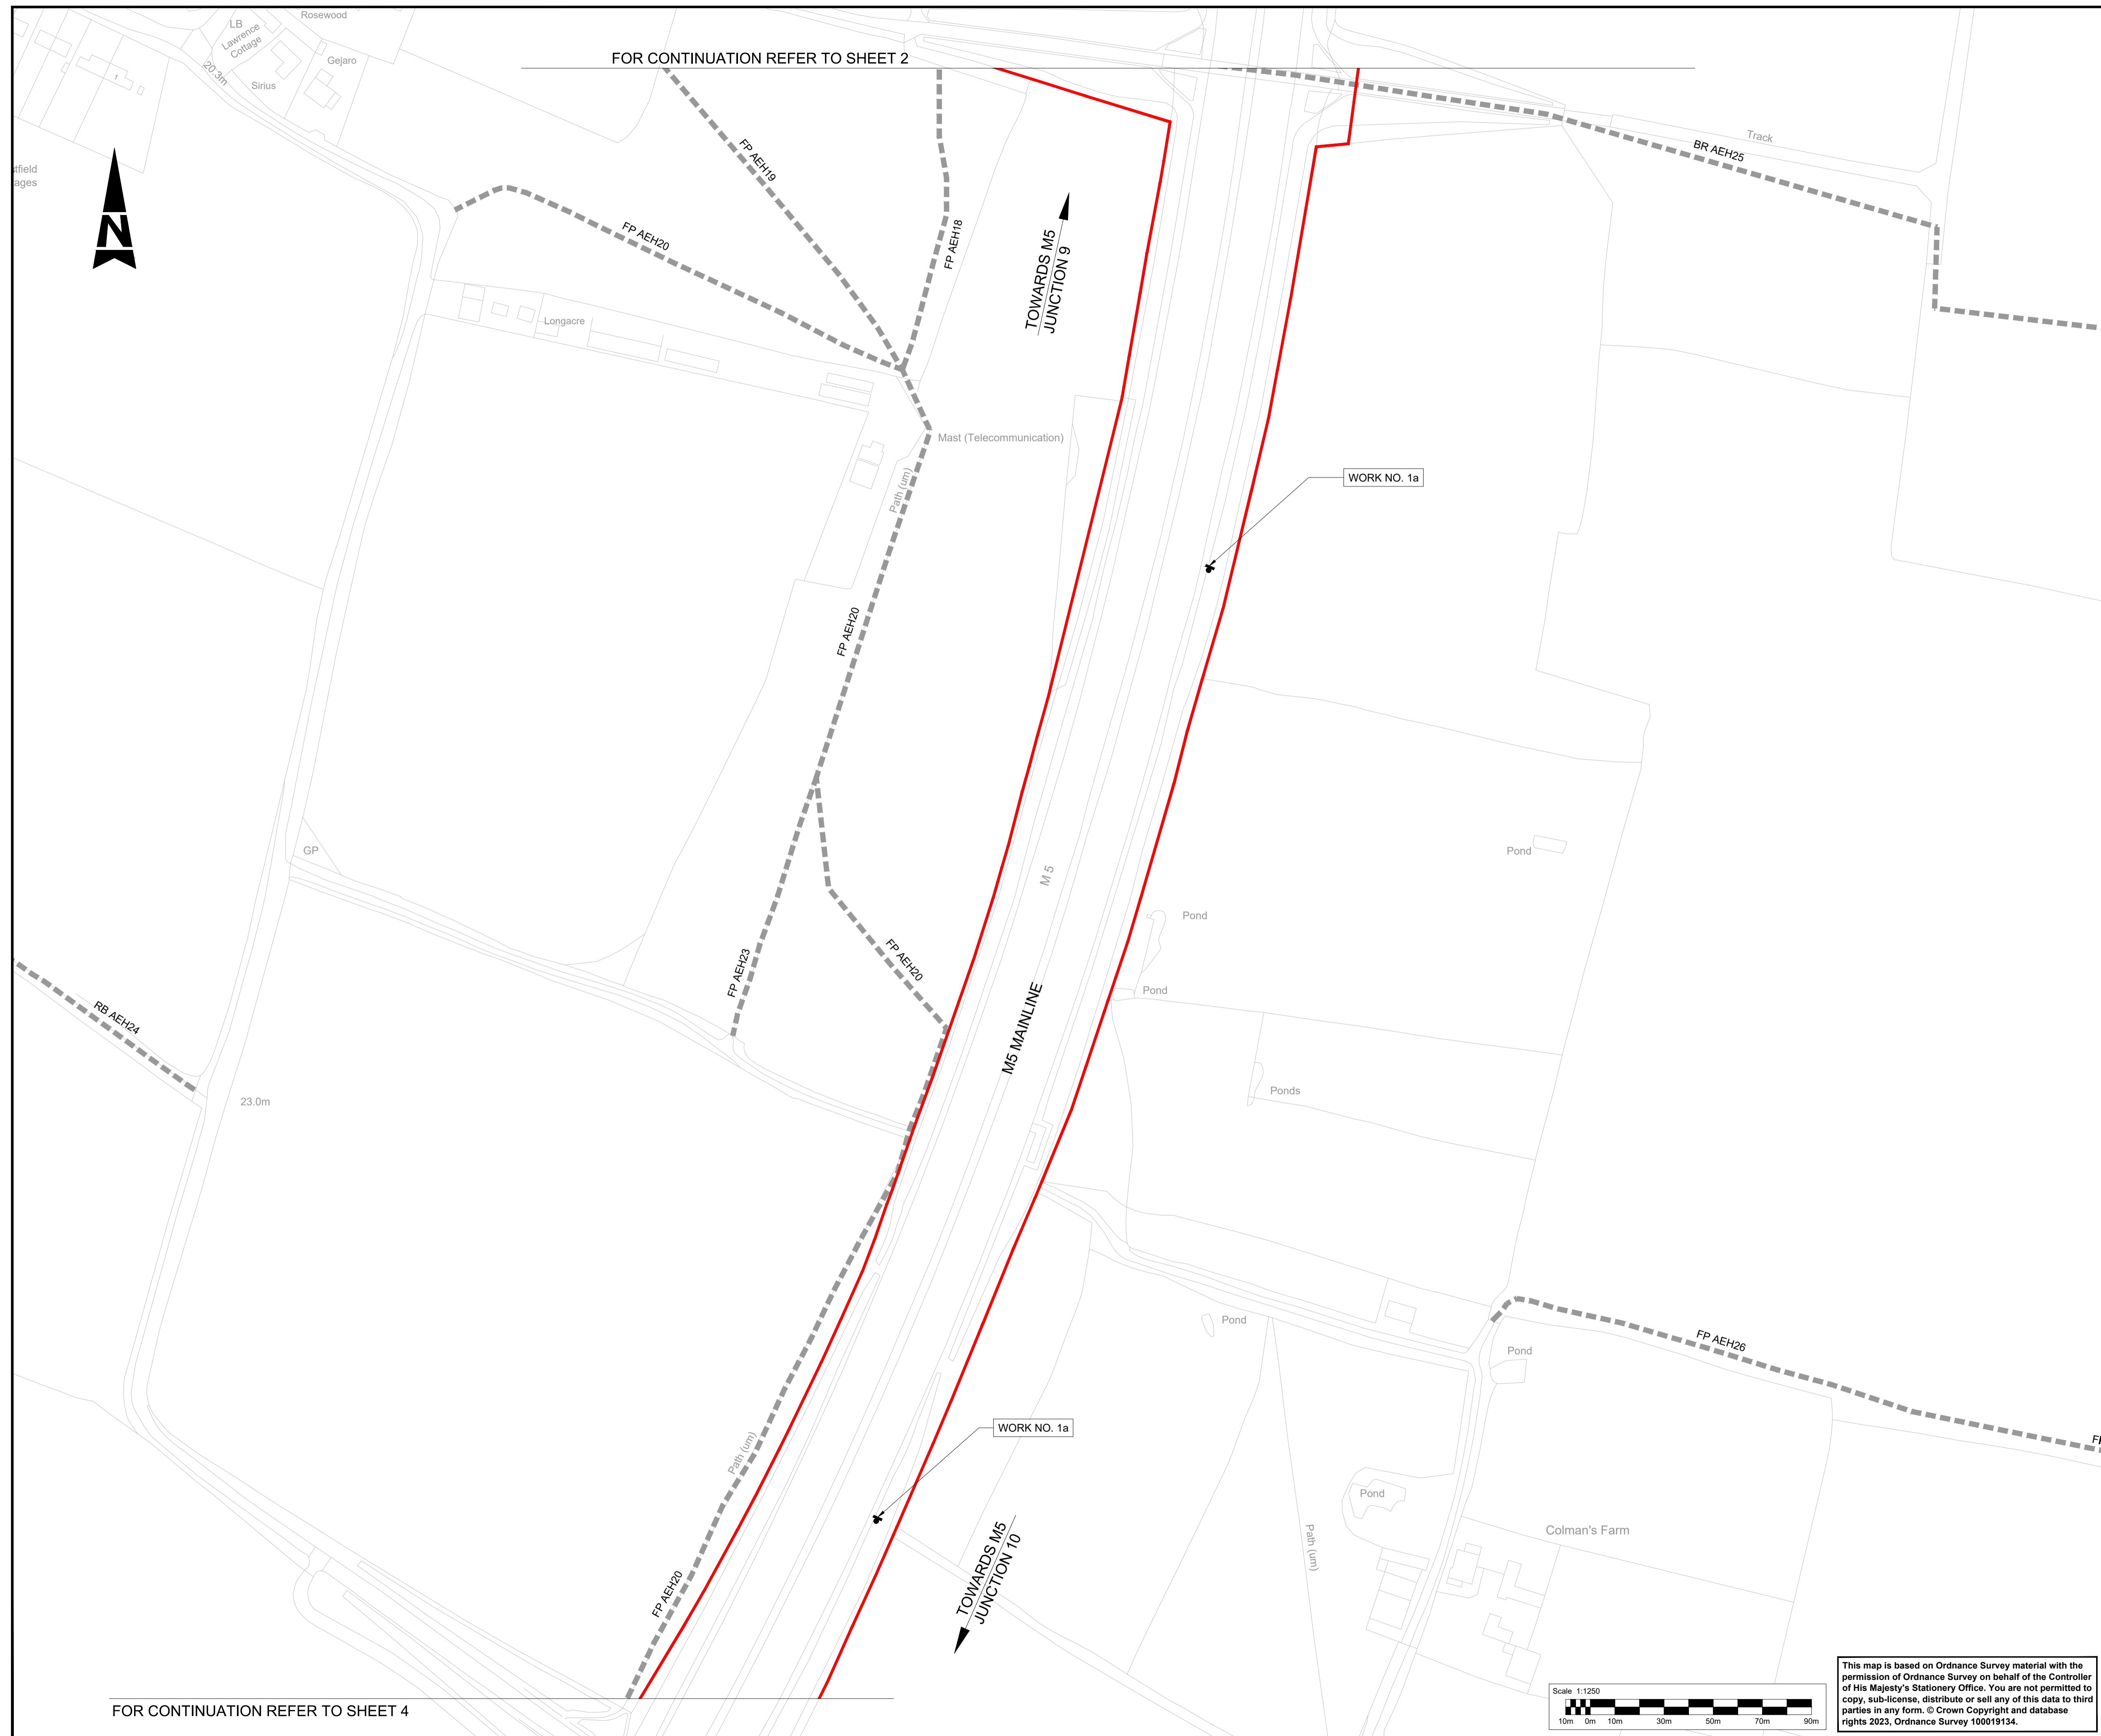 Rosewood
LB
Lawrence
Cottage
FOR CONTINUATION REFER TO SHEET 2
Gejaro
20.3m
Sirius
1
Track
FP AEH19
BR AEH25
tfield
ages
N
FP AEH20
FP AEH18
TOWARDS M5
JUNCTION 9
Longacre
Mast (Telecommunication)
WORK NO. 1a
Path (um)
FP AEH20
GP
Pond
M 5
Pond
FP AEH23
FP AEH20
Pond
RB AEH24
M5 MAINLINE
Ponds
23.0m
Pond
FP AEH26
Pond
WORK NO. 1a
Path (um)
Pond
Colman's Farm
Path (um)
TOWARDS M5
JUNCTION 10
FP AEH20
FOR CONTINUATION REFER TO SHEET 4
Scale 1:1250
10m 0m 10m 30m 50m 70m 90m
This map is based on Ordnance Survey material with the
permission of Ordnance Survey on behalf of the Controller
of His Majesty's Stationery Office. You are not permitted to
copy, sub-license, distribute or sell any of this data to third
parties in any form. © Crown Copyright and database
rights 2023, Ordnance Survey 100019134.